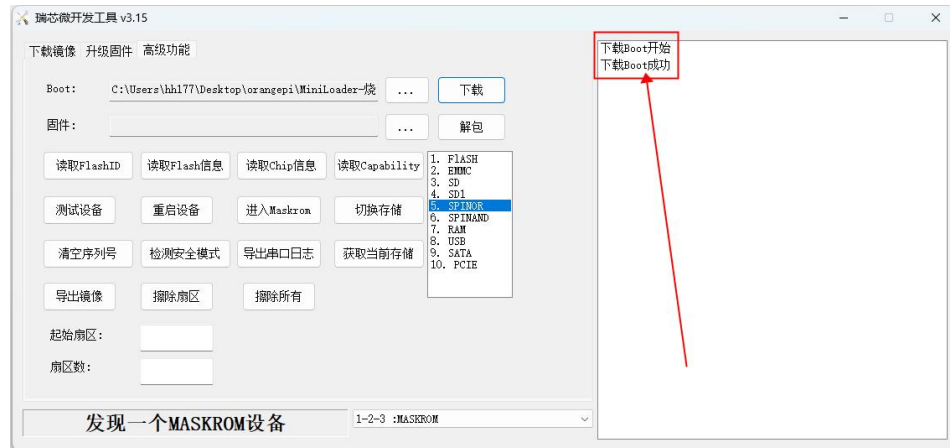 瑞芯微开发工具 v3.15
下载镜像 升级固件 高级功能
Boot: C:\Users\hh177\Desktop\orangepi\MiniLoader-烧 ... 下载
固件: ... 解包
读取FlashID 读取Flash信息 读取Chip信息 读取Capability
测试设备 重启设备 进入Maskrom 切换存储
清空序列号 检测安全模式 导出串口日志 获取当前存储
导出镜像 擦除扇区 擦除所有
1. FlASH
2. EMMC
3. SD
4. SD1
5. SPINOR
6. SPINAND
7. RAM
8. USB
9. SATA
10. PCIE
起始扇区:
扇区数:
发现一个MASKROM设备 1-2-3 :MASKROM
下载Boot开始
下载Boot成功